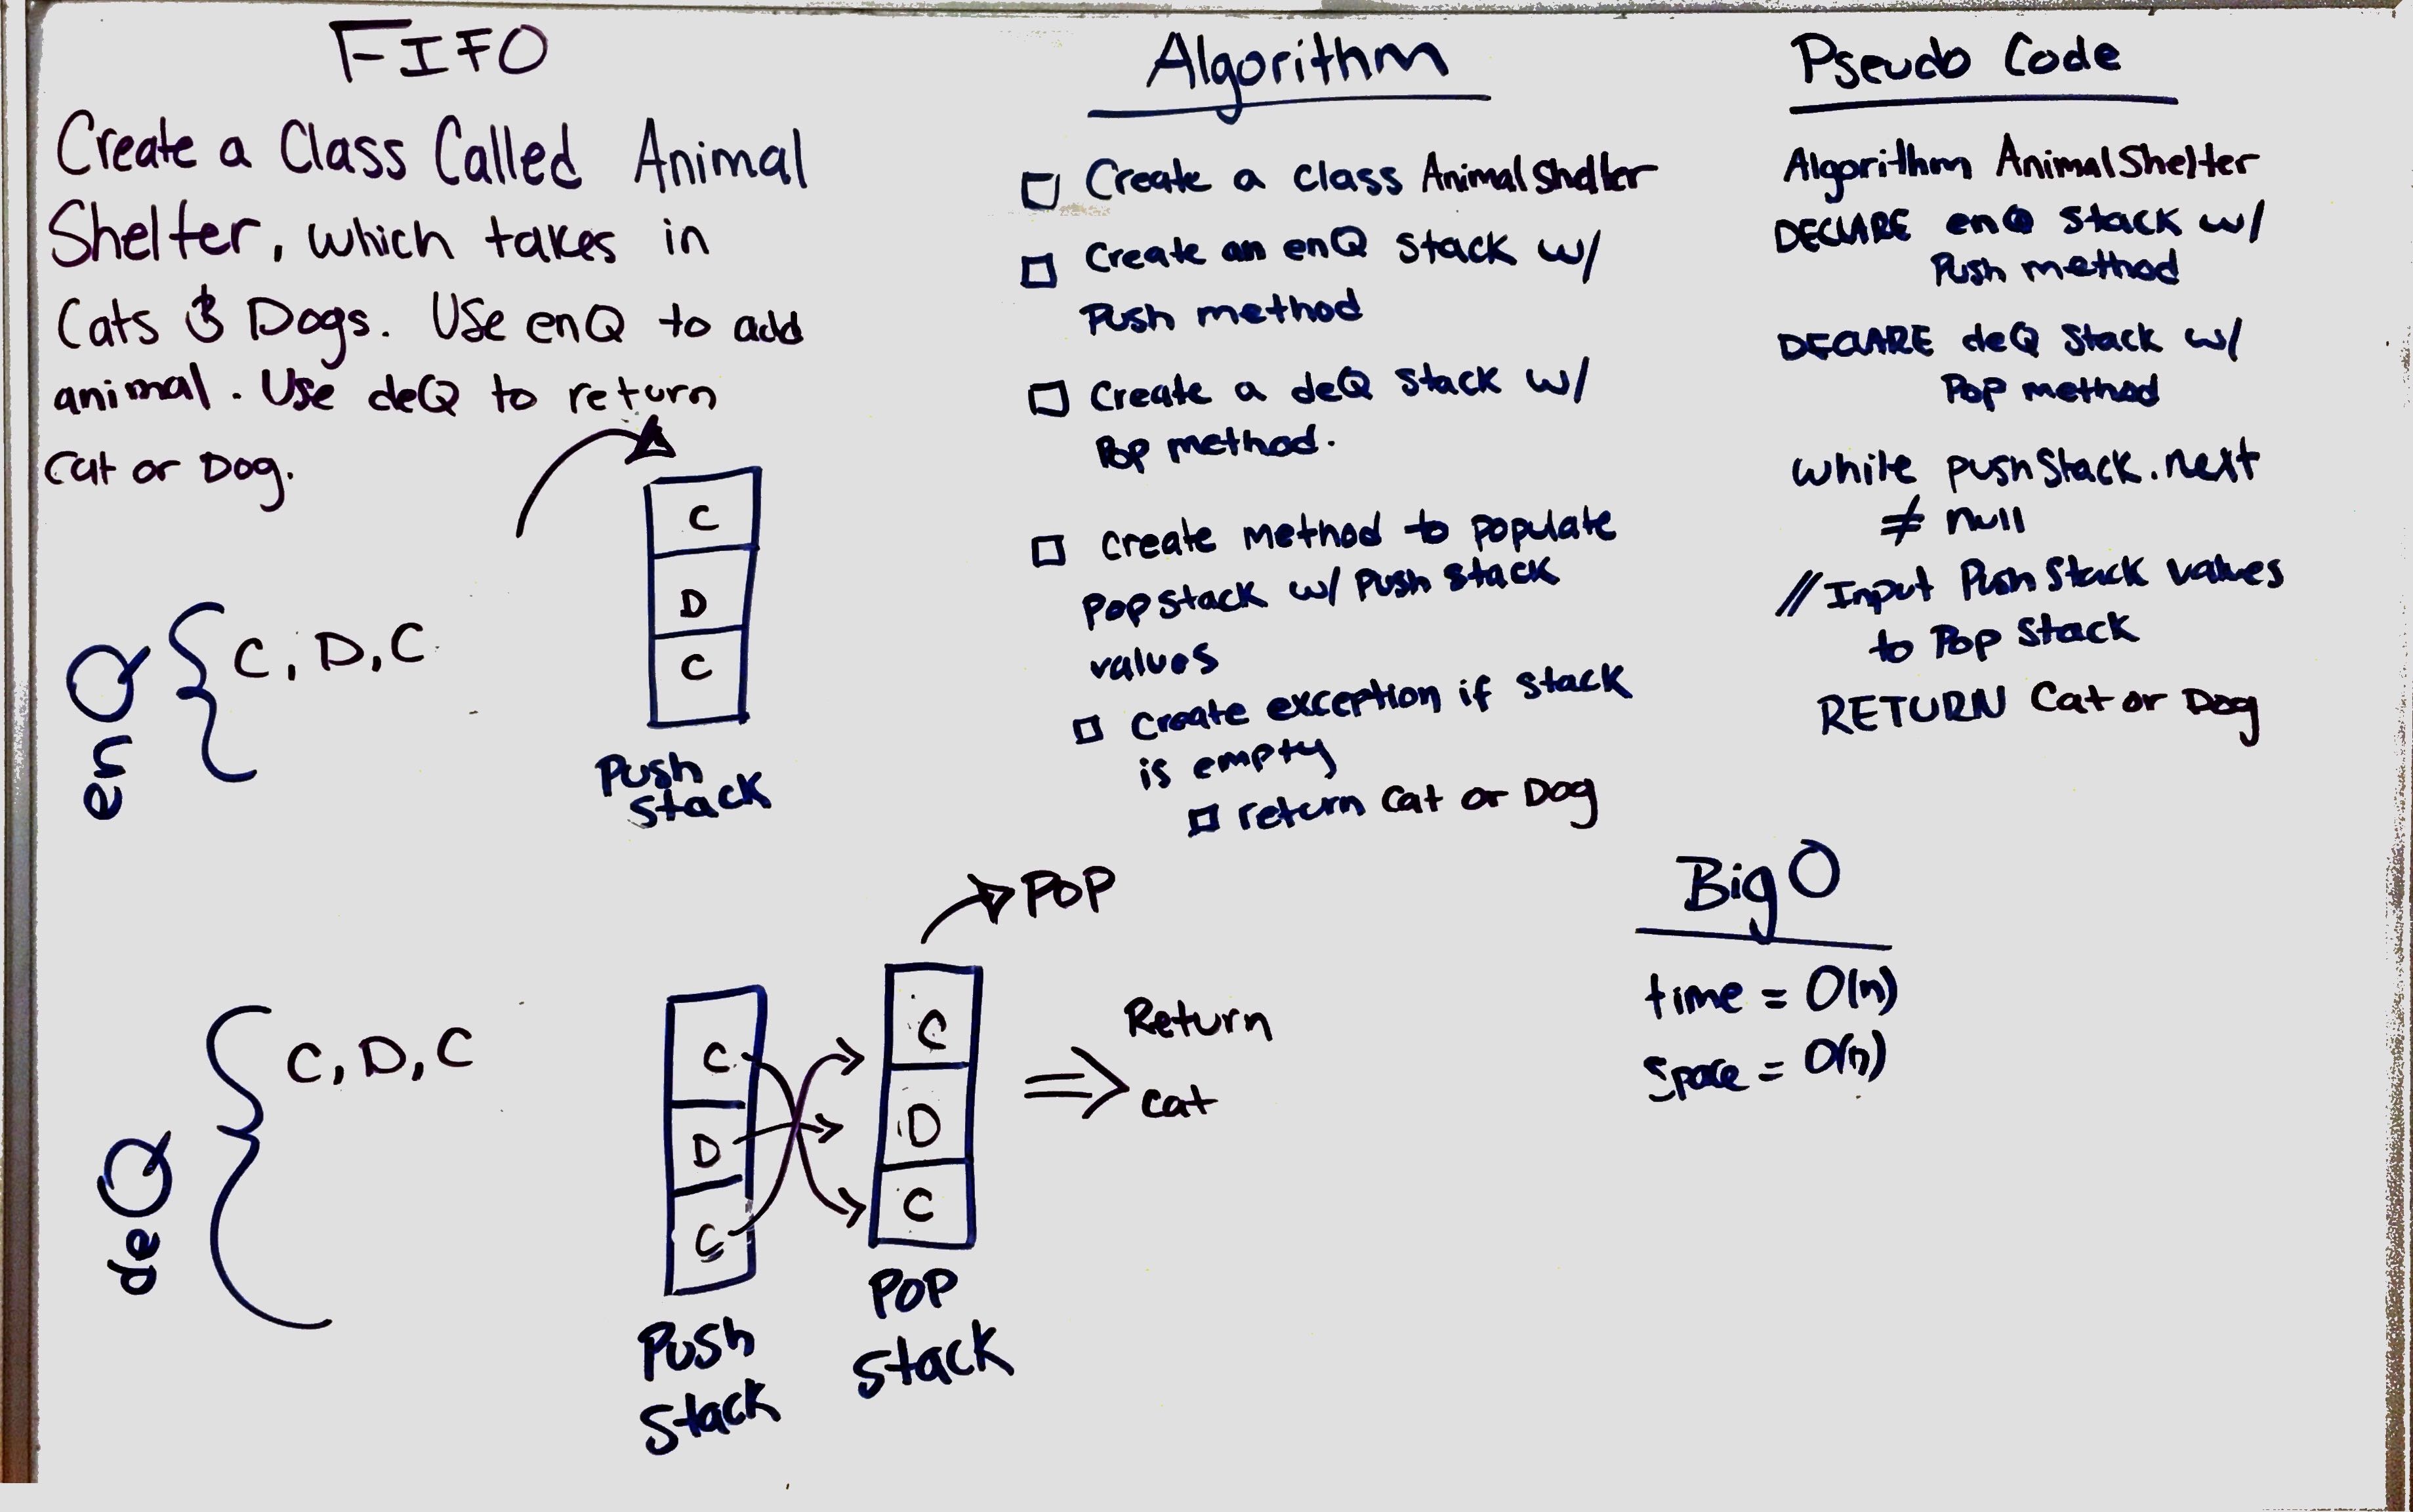 FIFO
Create a Class Called Animal
Shelter, which takes in
Cats & Dogs. Use enQ to add
animal. Use deQ to return
Cat or Dog.
C
D
C
Push
Stack
enQ
C, D, C
deQ
C, D, C
C
D
C
Push
Stack
POP
C
D
C
POP
Stack
Return
Cat
Algorithm
Create a class AnimalShelter
Create an enQ Stack w/
Push method
Create a deQ Stack w/
Pop method.
Create method to populate
Pop stack w/ Push Stack
values
Create exception if Stack
is empty
return Cat or Dog
Pseudo Code
Algorithm AnimalShelter
DECLARE enQ Stack w/
Push method
DECLARE deQ Stack w/
Pop method
while pushStack.next
≠ null
// Input Push Stack values
to Pop Stack
RETURN Cat or Dog
Big O
time = O(n)
Space = O(n)